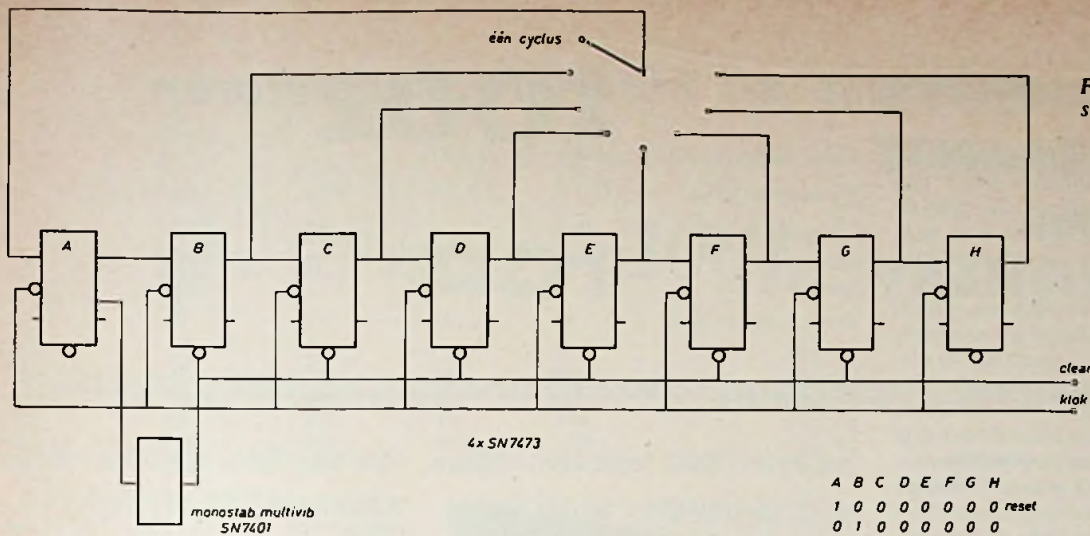 één cyclus
F
s
A B C D E F G H
clear
klok
4x SN7473
monostab multivib
SN7401
A B C D E F G H
1 0 0 0 0 0 0 0 reset
0 1 0 0 0 0 0 0